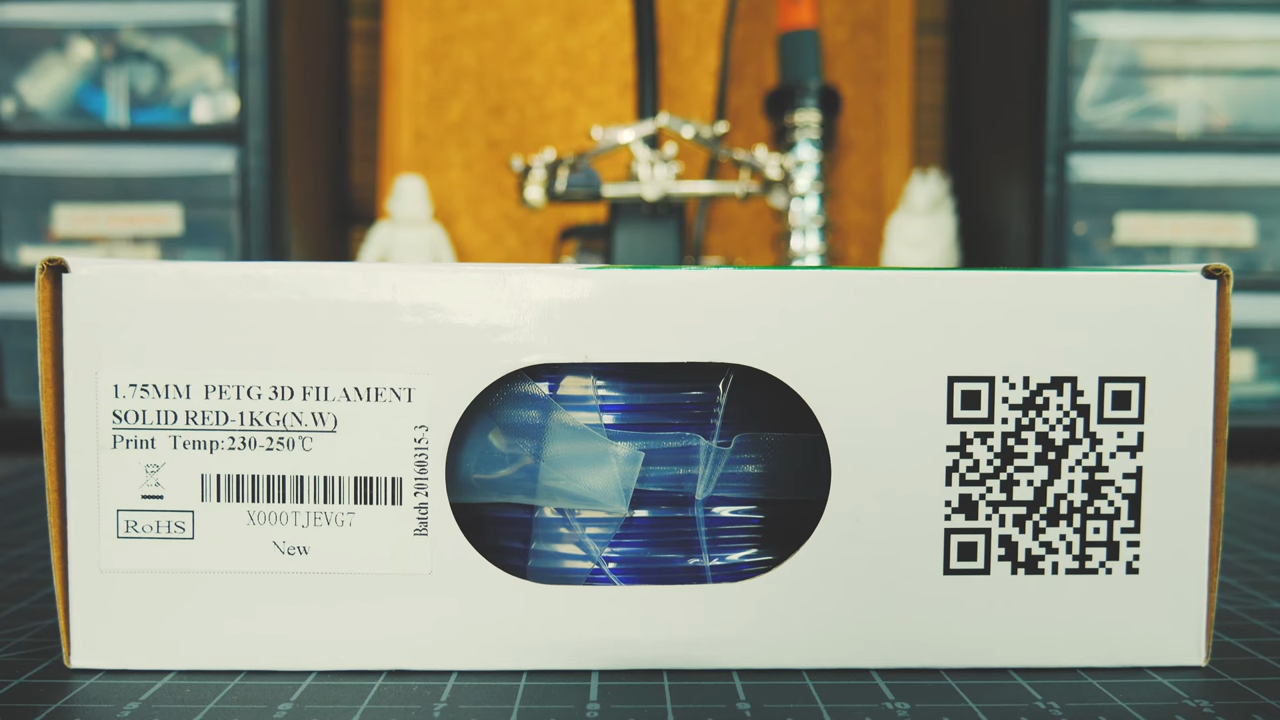 1.75MM PETG 3D FILAMENT
SOLID RED-1KG(N.W)
Print Temp:230-250℃
RoHS
X000TJEVG7
New
Batch 20160315-3